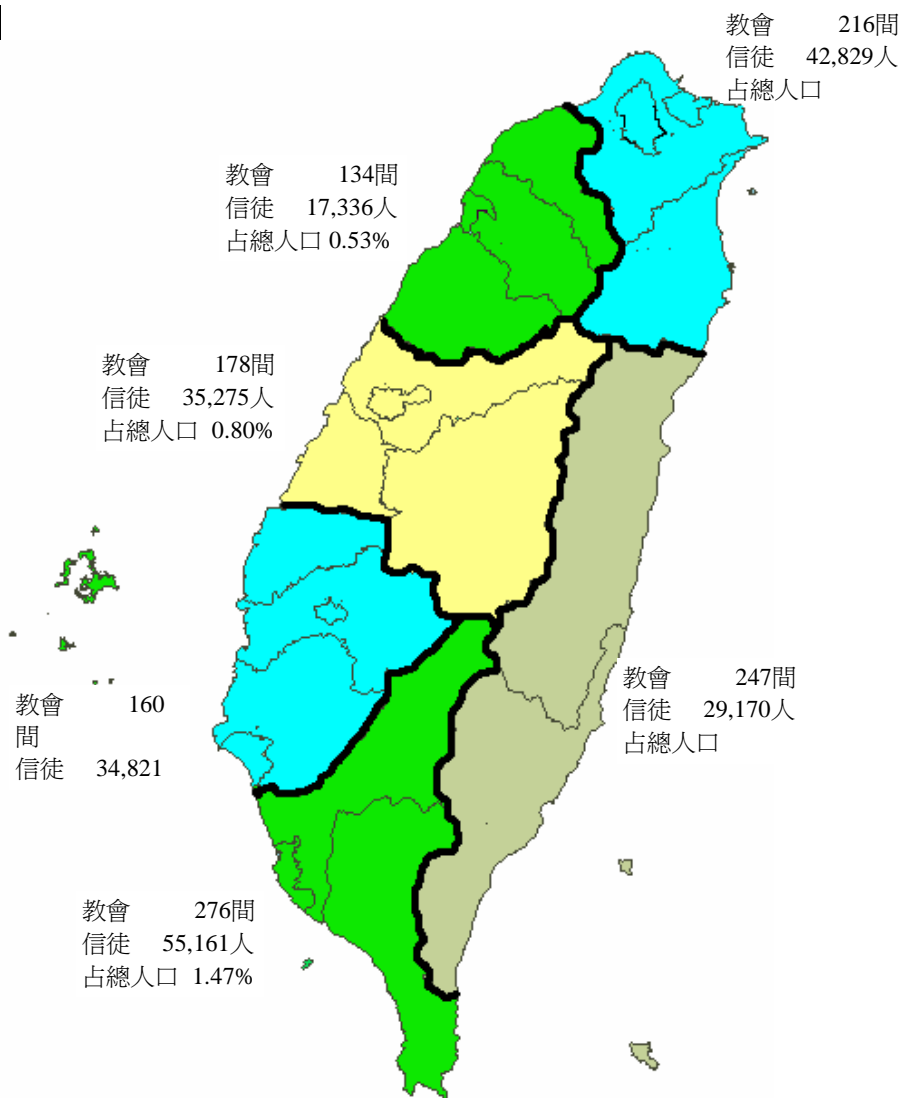 教會 216間
信徒 42,829人
占總人口
教會 134間
信徒 17,336人
占總人口 0.53%
教會 178間
信徒 35,275人
占總人口 0.80%
教會 247間
信徒 29,170人
占總人口
教會 160
間
信徒 34,821
教會 276間
信徒 55,161人
占總人口 1.47%